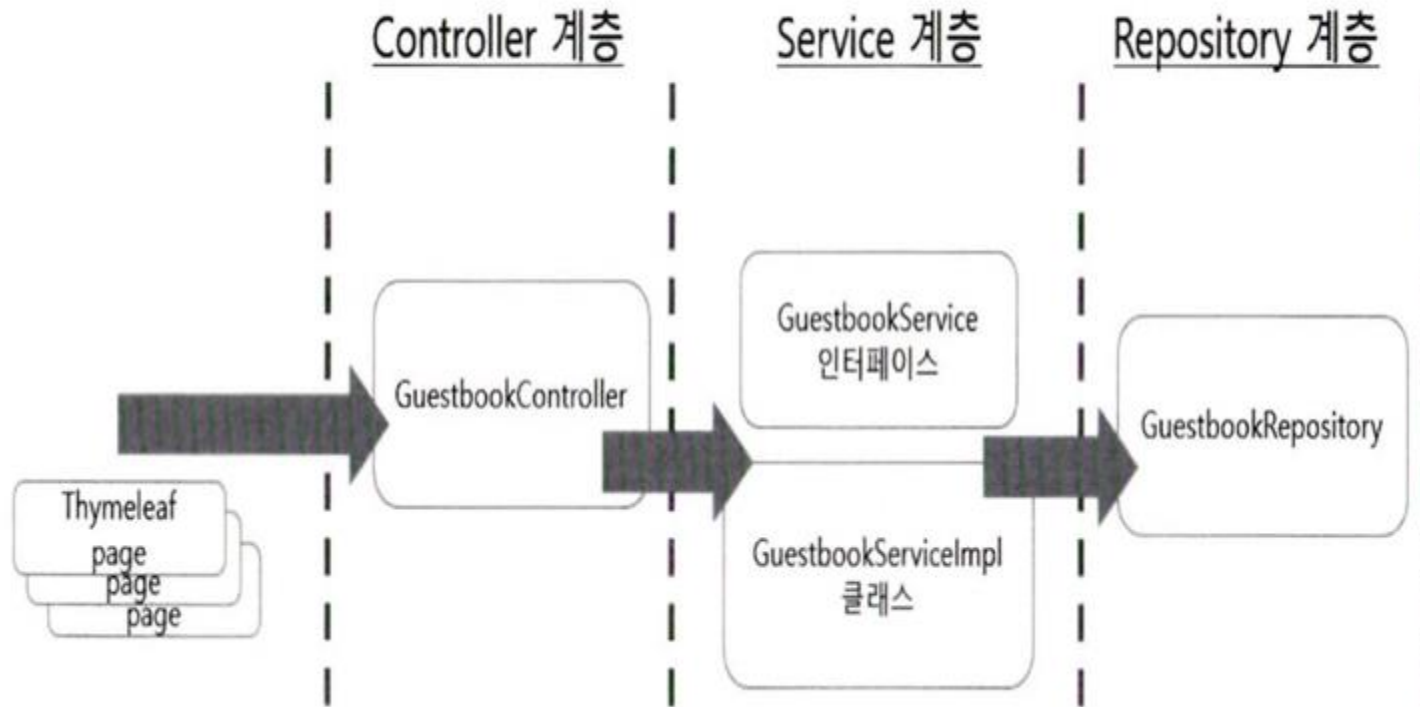 Controller 계층
Service 계층
Repository 계층
GuestbookController
GuestbookService
인터페이스
GuestbookServiceImpl
클래스
GuestbookRepository
Thymeleaf
page
page
page